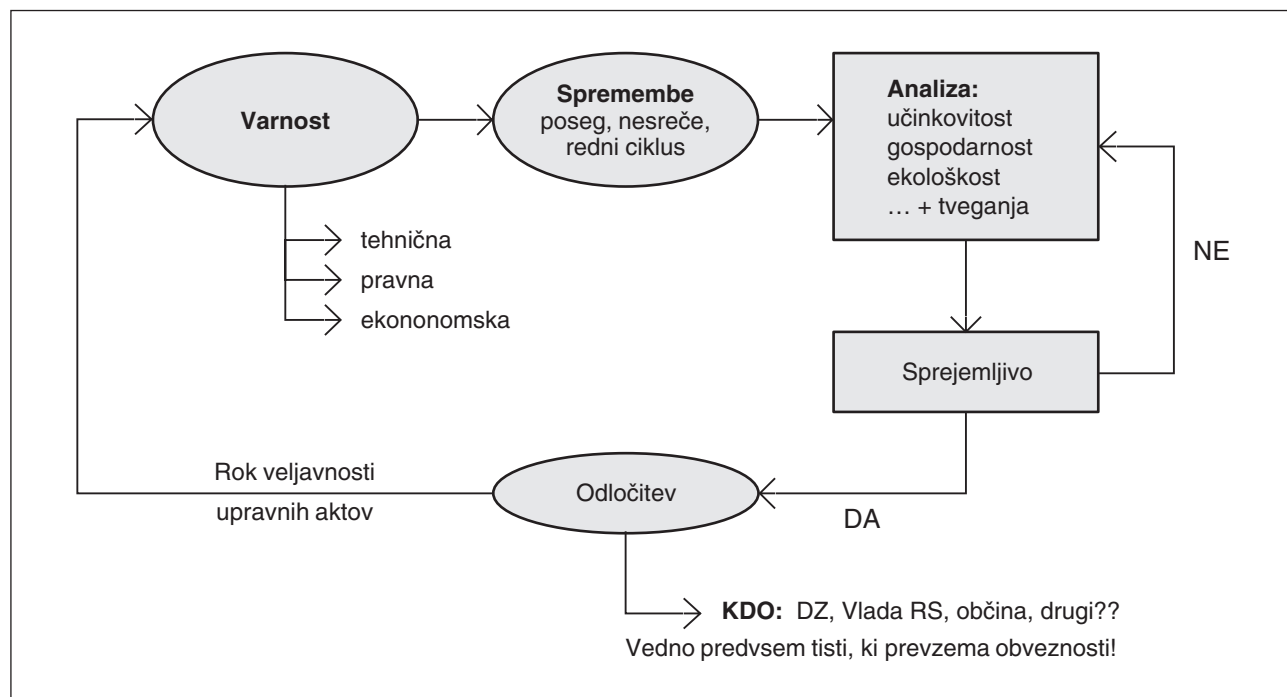 Varnost
Spremembe
poseg, nesreče,
redni ciklus
Analiza:
učinkovitost
gospodarnost
ekološkost
… + tveganja
tehnična
pravna
ekononomska
NE
Sprejemljivo
DA
Odločitev
Rok veljavnosti
upravnih aktov
KDO: DZ, Vlada RS, občina, drugi??
Vedno predvsem tisti, ki prevzema obveznosti!